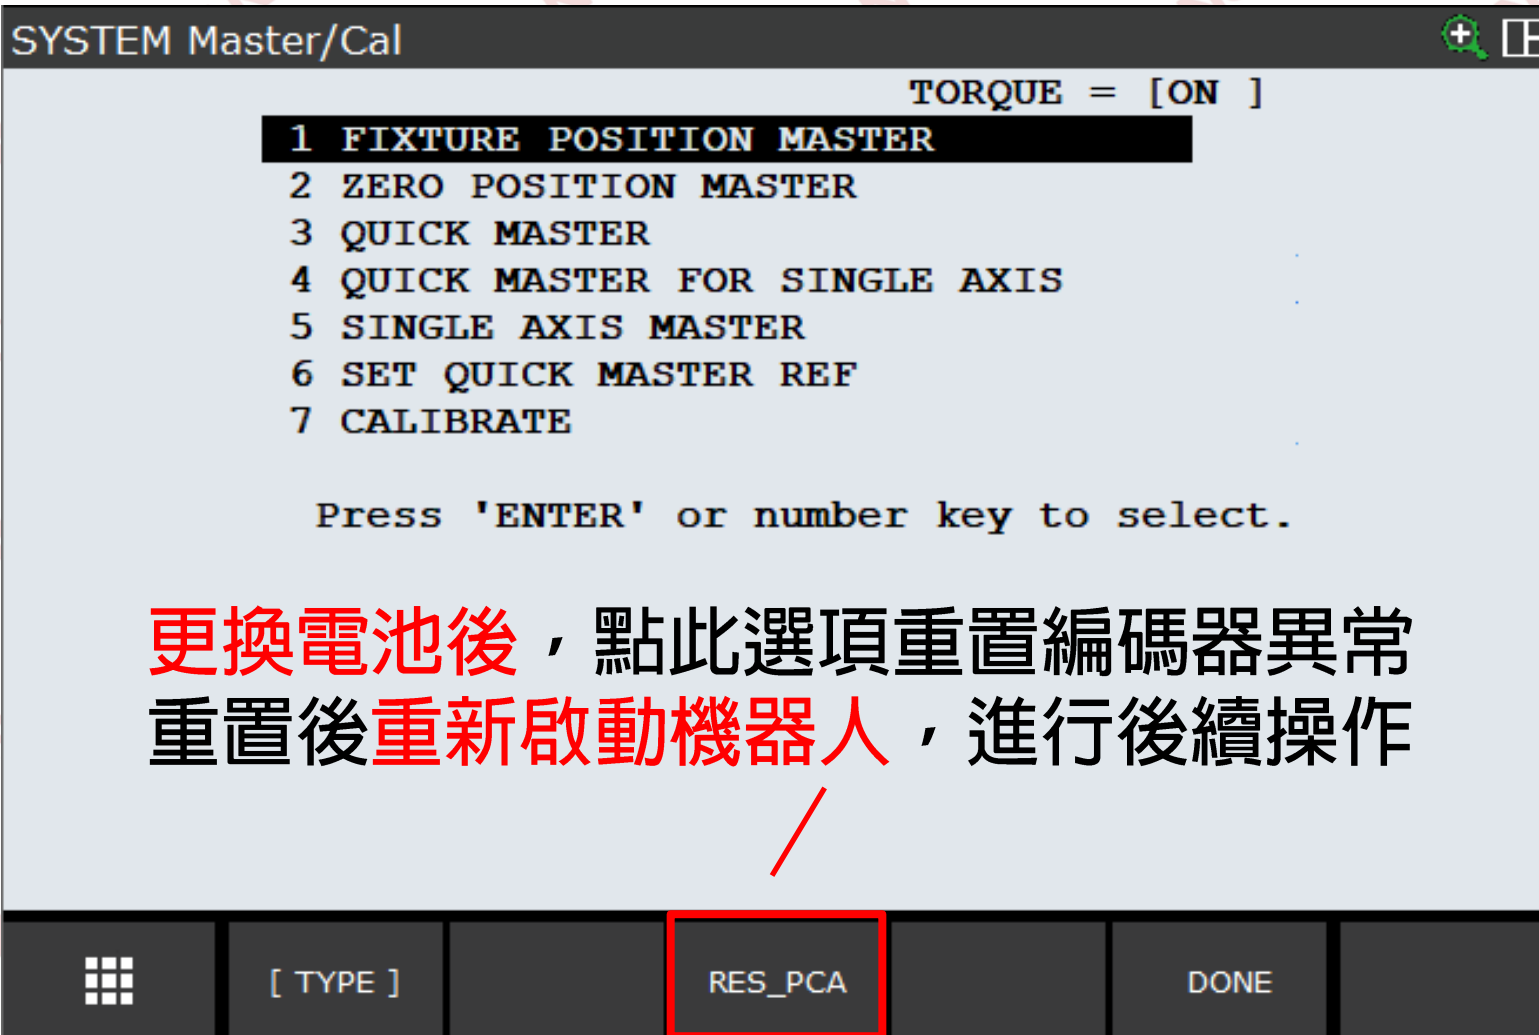 SYSTEM Master/Cal
TORQUE = [ON ]
1 FIXTURE POSITION MASTER
2 ZERO POSITION MASTER
3 QUICK MASTER
4 QUICK MASTER FOR SINGLE AXIS
5 SINGLE AXIS MASTER
6 SET QUICK MASTER REF
7 CALIBRATE
Press 'ENTER' or number key to select.
更換電池後，點此選項重置編碼器異常
重置後重新啟動機器人，進行後續操作
[ TYPE ] RES_PCA DONE